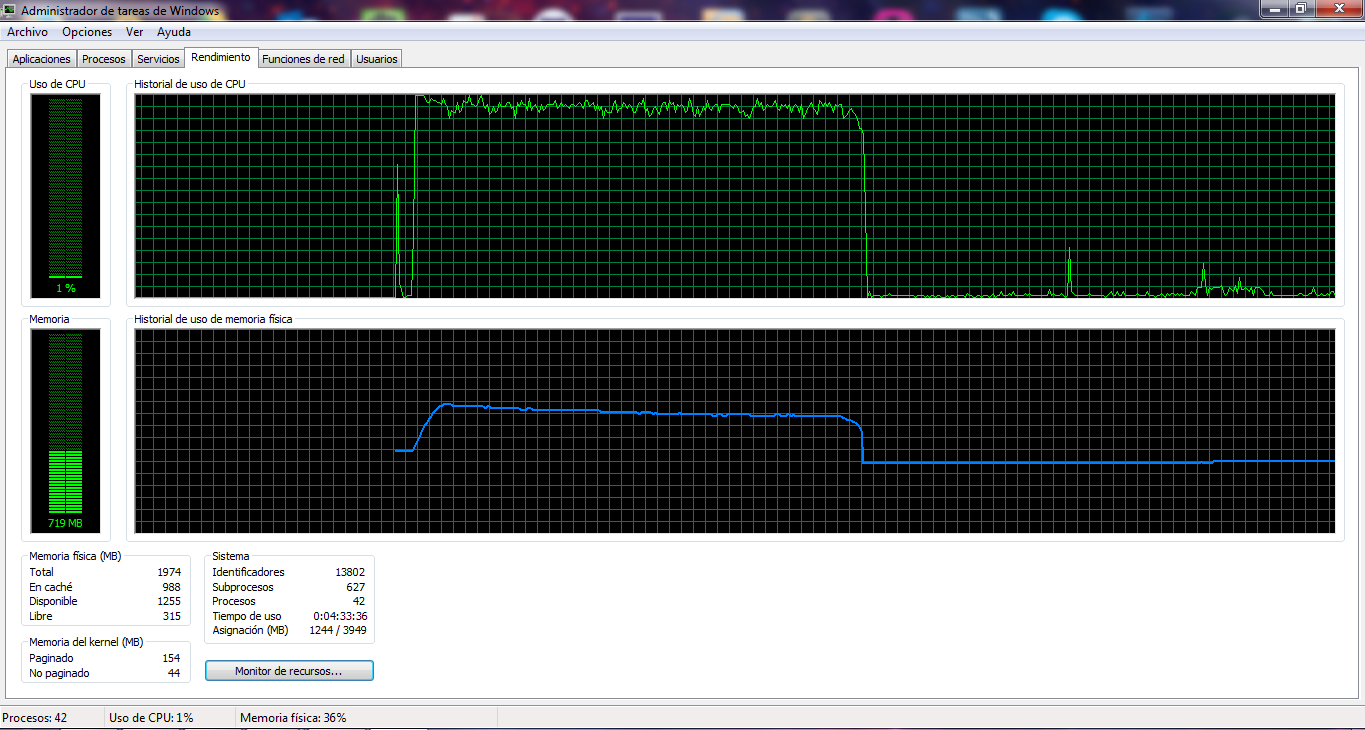 Administrador de tareas de Windows
Archivo Opciones Ver Ayuda
Aplicaciones Procesos Servicios Rendimiento Funciones de red Usuarios
Uso de CPU
Historial de uso de CPU
1 %
Memoria
Historial de uso de memoria física
719 MB
Memoria física (MB)
Total 1974
En caché 988
Disponible 1255
Libre 315
Memoria del kernel (MB)
Paginado 154
No paginado 44
Sistema
Identificadores 13802
Subprocesos 627
Procesos 42
Tiempo de uso 0:04:33:36
Asignación (MB) 1244 / 3949
Monitor de recursos...
Procesos: 42 Uso de CPU: 1% Memoria física: 36%